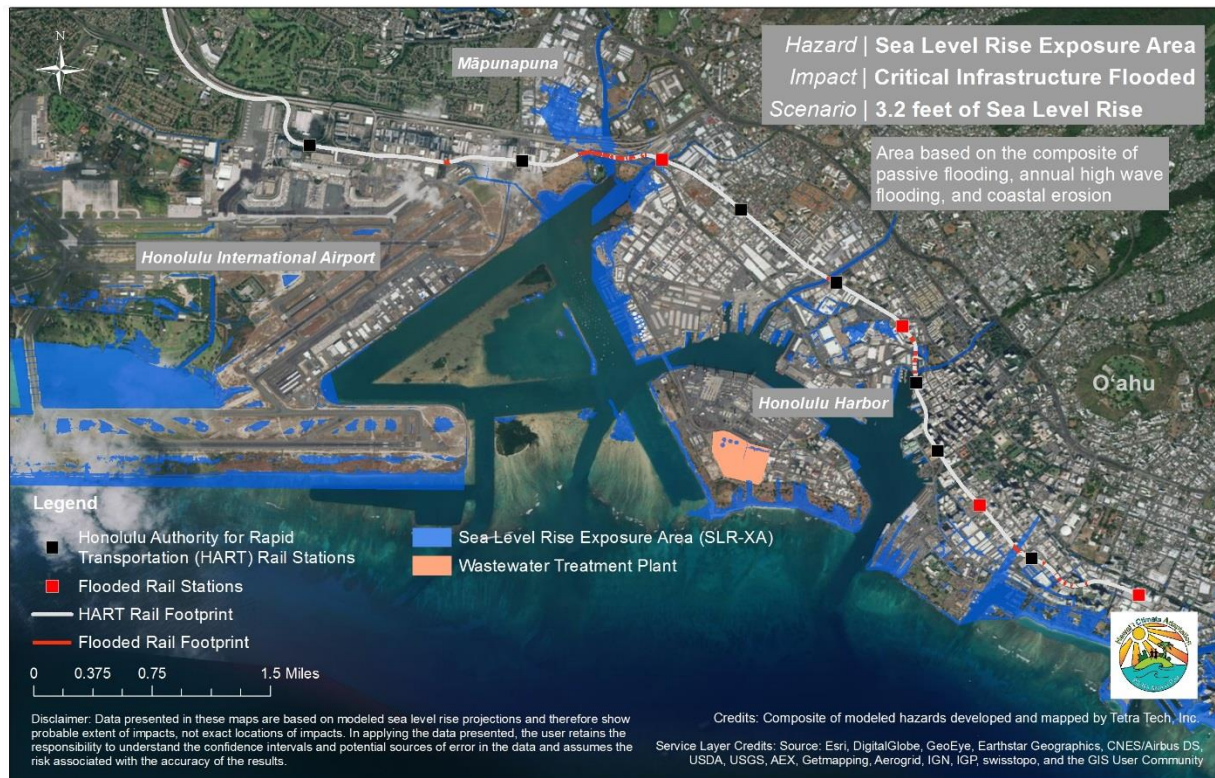 N
Māpunapuna
Hazard | Sea Level Rise Exposure Area
Impact | Critical Infrastructure Flooded
Scenario | 3.2 feet of Sea Level Rise
Area based on the composite of
passive flooding, annual high wave
flooding, and coastal erosion
Honolulu International Airport
Honolulu Harbor
Oʻahu
Legend
Honolulu Authority for Rapid
Transportation (HART) Rail Stations
Flooded Rail Stations
HART Rail Footprint
Flooded Rail Footprint
Sea Level Rise Exposure Area (SLR-XA)
Wastewater Treatment Plant
0 0.375 0.75 1.5 Miles
Disclaimer: Data presented in these maps are based on modeled sea level rise projections and therefore show
probable extent of impacts, not exact locations of impacts. In applying the data presented, the user retains the
responsibility to understand the confidence intervals and potential sources of error in the data and assumes the
risk associated with the accuracy of the results.
Hawaiʻi Climate Adaptation
Credits: Composite of modeled hazards developed and mapped by Tetra Tech, Inc.
Service Layer Credits: Source: Esri, DigitalGlobe, GeoEye, Earthstar Geographics, CNES/Airbus DS,
USDA, USGS, AEX, Getmapping, Aerogrid, IGN, IGP, swisstopo, and the GIS User Community